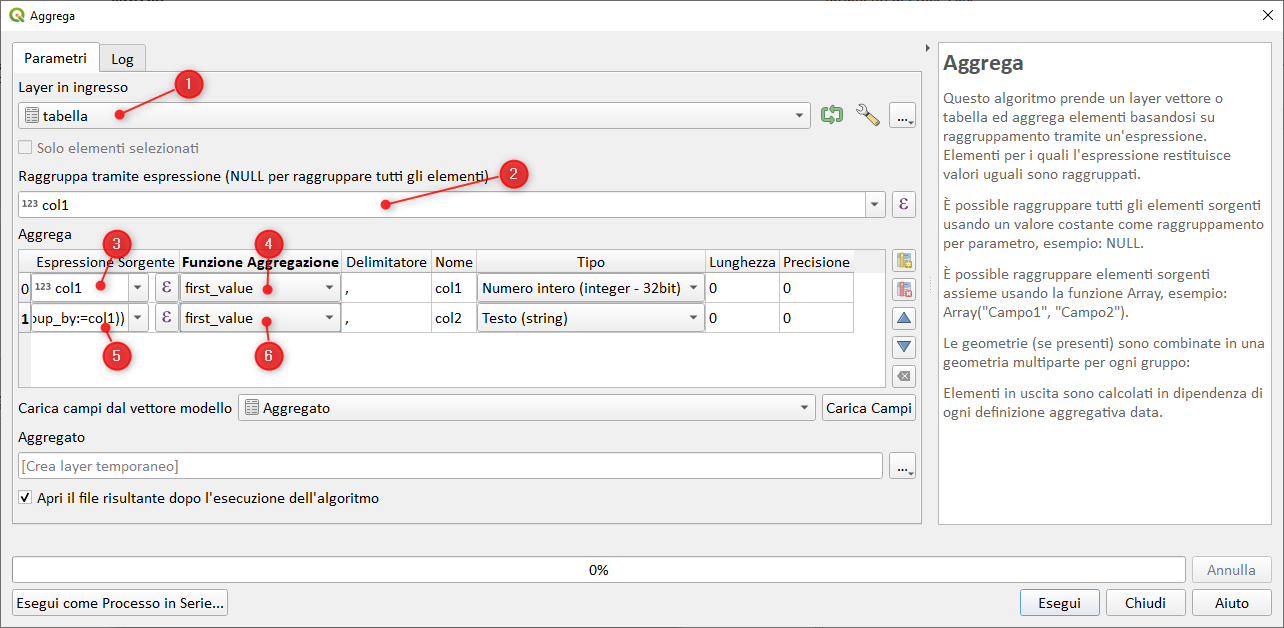 Aggrega
Parametri
Log
Layer in ingresso
1
tabella
...
Solo elementi selezionati
Raggruppa tramite espressione (NULL per raggruppare tutti gli elementi)
2
123 col1
ε
Aggrega
3
4
Espressione Sorgente Funzione Aggregazione Delimitatore Nome Tipo Lunghezza Precisione
0 123 col1 ε first_value , col1 Numero intero (integer - 32bit) 0 0
1 oup_by:=col1)) ε first_value , col2 Testo (string) 0 0
5
6
Carica campi dal vettore modello Aggregato Carica Campi
Aggregato
[Crea layer temporaneo]
...
Apri il file risultante dopo l'esecuzione dell'algoritmo
Aggrega
Questo algoritmo prende un layer vettore o
tabella ed aggrega elementi basandosi su
raggruppamento tramite un'espressione.
Elementi per i quali l'espressione restituisce
valori uguali sono raggruppati.
È possibile raggruppare tutti gli elementi sorgenti
usando un valore costante come raggruppamento
per parametro, esempio: NULL.
È possibile raggruppare elementi sorgenti
assieme usando la funzione Array, esempio:
Array("Campo1", "Campo2").
Le geometrie (se presenti) sono combinate in una
geometria multiparte per ogni gruppo:
Elementi in uscita sono calcolati in dipendenza di
ogni definizione aggregativa data.
0%
Annulla
Esegui come Processo in Serie...
Esegui
Chiudi
Aiuto